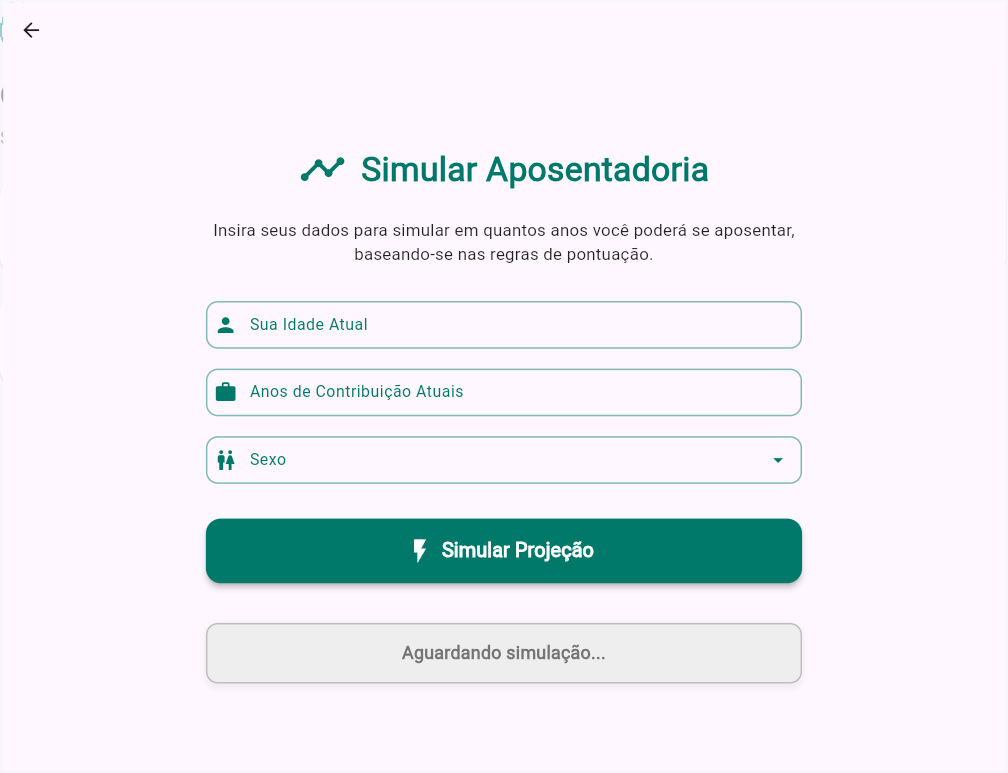 Simular Aposentadoria
Insira seus dados para simular em quantos anos você poderá se aposentar,
baseando-se nas regras de pontuação.
Sua Idade Atual
Anos de Contribuição Atuais
Sexo
Simular Projeção
Aguardando simulação...